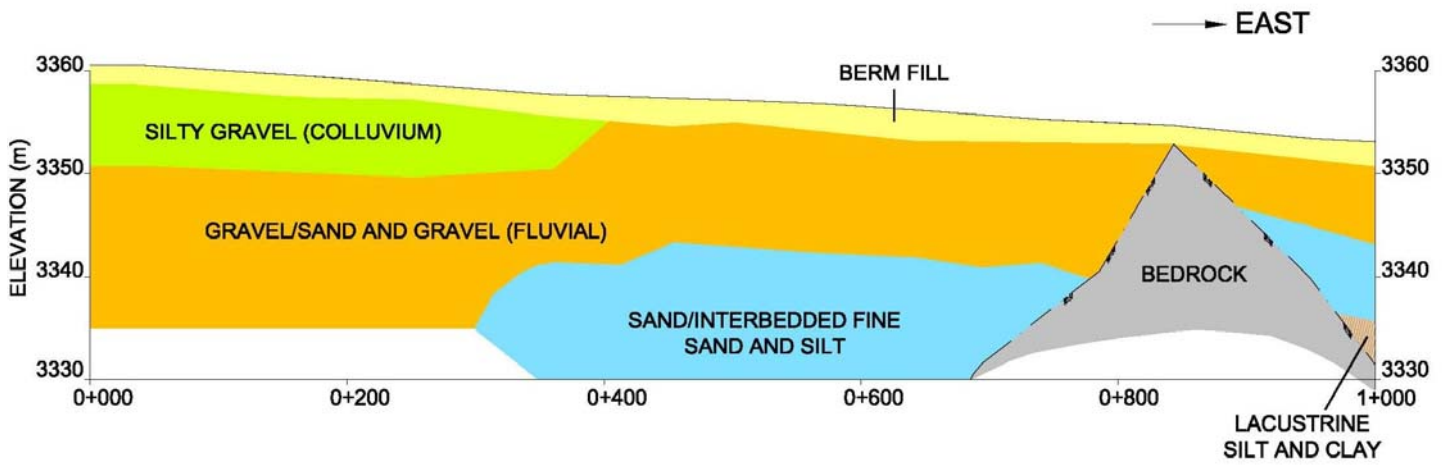 EAST
3360
3360
BERM FILL
SILTY GRAVEL (COLLUVIUM)
3350
3350
ELEVATION (m)
GRAVEL/SAND AND GRAVEL (FLUVIAL)
3340
3340
BEDROCK
SAND/INTERBEDDED FINE
SAND AND SILT
3330
3330
0+000
0+200
0+400
0+600
0+800
1+000
LACUSTRINE
SILT AND CLAY